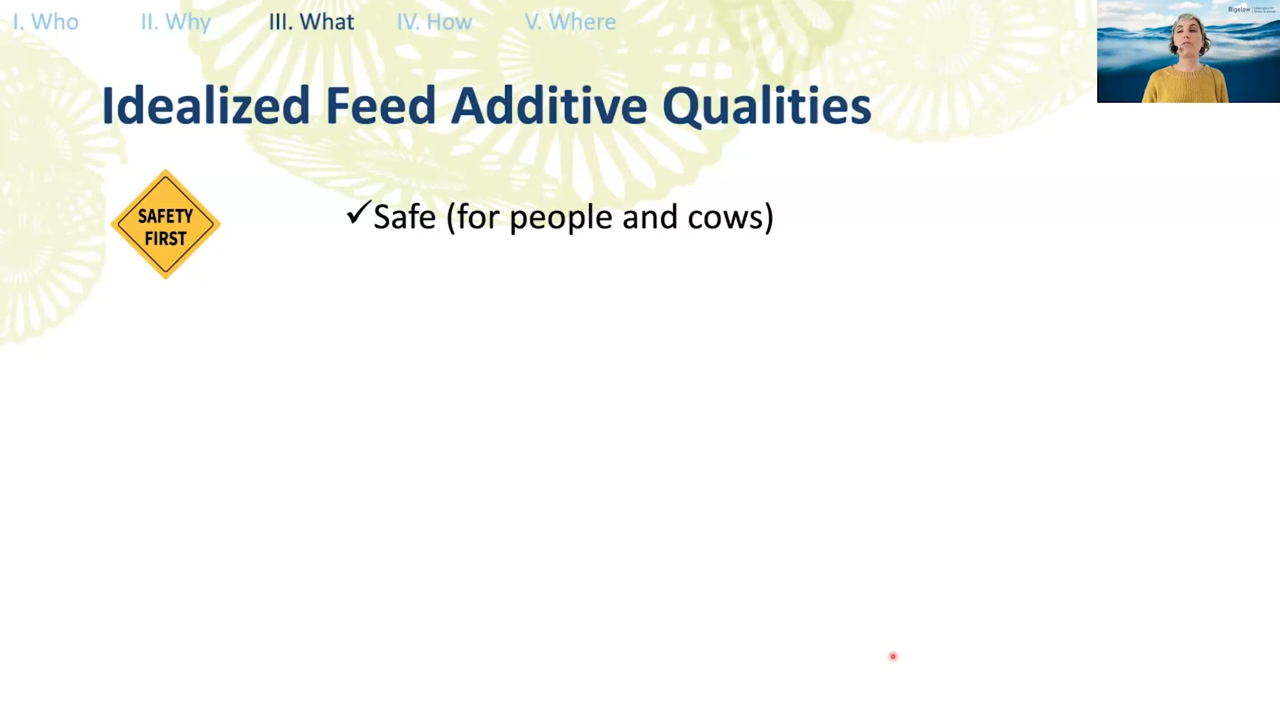 I. Who
II. Why
III. What
IV. How
V. Where
Bigelow
Idealized Feed Additive Qualities
SAFETY
FIRST
✓Safe (for people and cows)